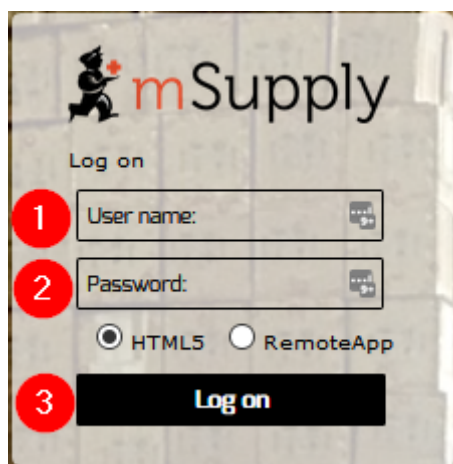 mSupply
Log on
1 User name:
2 Password:
HTML5 RemoteApp
3 Log on